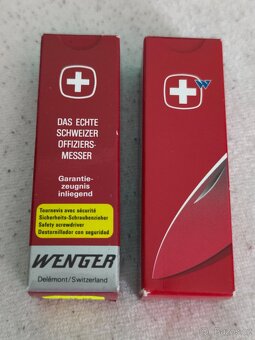 DAS ECHTE
SCHWEIZER
OFFIZIERS-
MESSER
Garantie-
zeugnis
inliegend
Tournevis avec sécurité
Sicherheits-Schraubenzieher
Safety screwdriver
Destornillador con seguridad
WENGER
Delémont/Switzerland
W